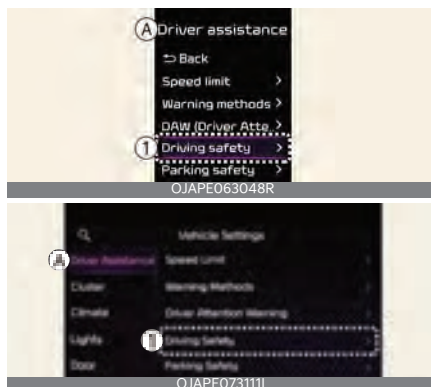 A Driver assistance
Back
Speed limit >
Warning methods >
DAW (Driver Atte.. >
1 Driving safety >
Parking safety >
OJAPE063048R
Vehicle Settings
A Driver Assistance Speed Limit >
Cluster Warning Methods >
Climate Driver Attention Warning >
Lights 1 Driving Safety >
Door Parking Safety >
OJAPE073111L